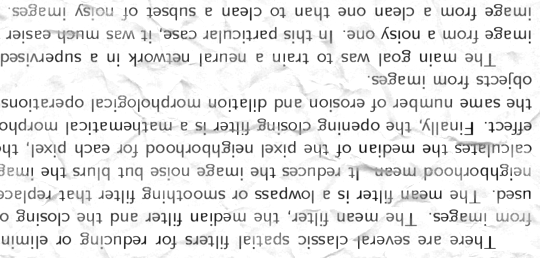 There are several classic spatial filters for reducing or elimin
from images. The mean filter, the median filter and the closing o
used. The mean filter is a lowpass or smoothing filter that replace
neighborhood mean. It reduces the image noise but blurs the imag
calculates the median of the pixel neighborhood for each pixel, th
effect. Finally, the opening closing filter is a mathematical morpho
the same number of erosion and dilation morphological operations
objects from images.
The main goal was to train a neural network in a supervised
image from a noisy one. In this particular case, it was much easier
image from a clean one than to clean a subset of noisy images.